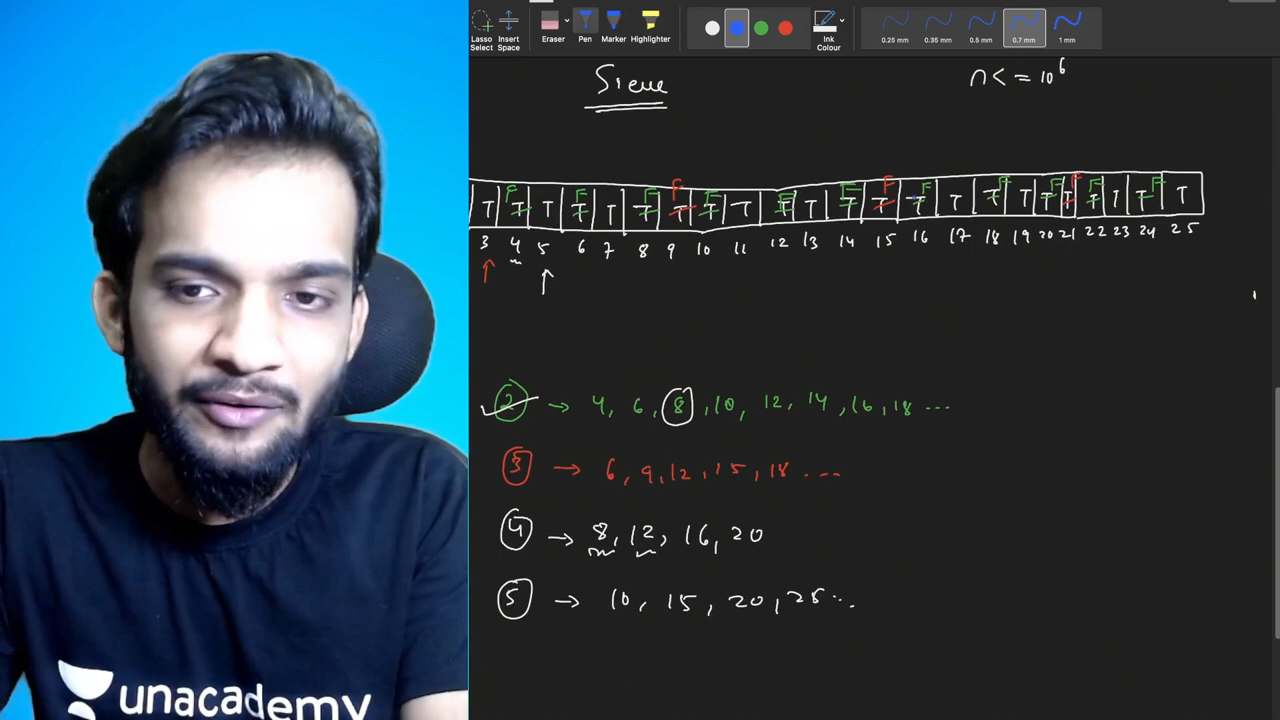 Lasso Select
Insert Space
Eraser
Pen
Marker
Highlighter
Ink Colour
0.25 mm
0.35 mm
0.5 mm
0.7 mm
1 mm
Sieve
n <= 10^6
T F T T F T T F T F T F T T F T T F T T F T F T T F T F T T F T F T F T F T T F T T
3 4 5 6 7 8 9 10 11 12 13 14 15 16 17 18 19 20 21 22 23 24 25
2 → 4, 6, 8, 10, 12, 14, 16, 18 ...
3 → 6, 9, 12, 15, 18 ...
4 → 8, 12, 16, 20
5 → 10, 15, 20, 25 ...
unacademy